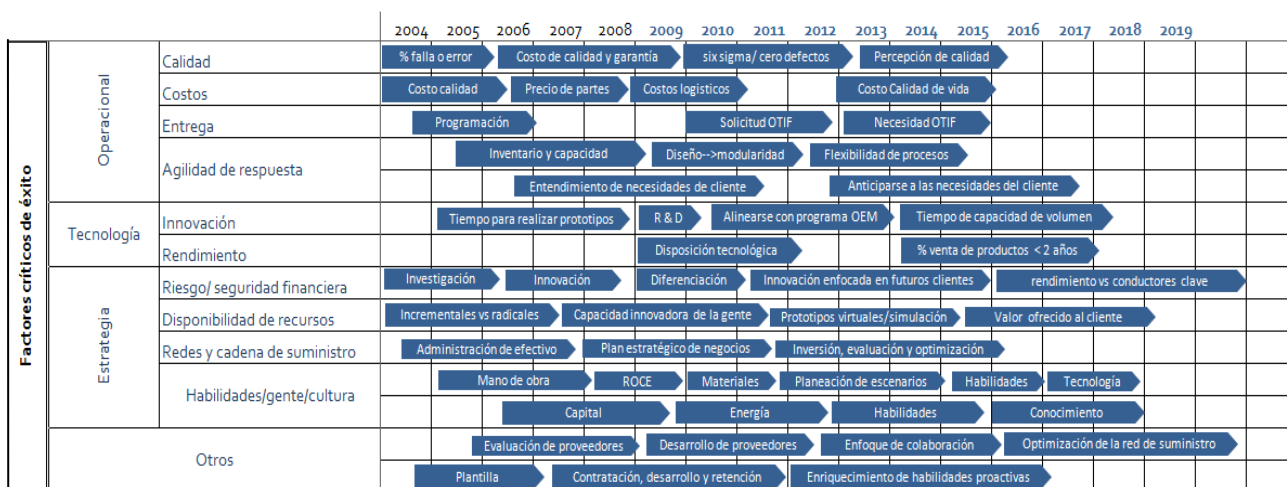 2004 2005 2006 2007 2008 2009 2010 2011 2012 2013 2014 2015 2016 2017 2018 2019
Factores críticos de éxito
Operacional
Calidad
% falla o error
Costo de calidad y garantía
six sigma/ cero defectos
Percepción de calidad
Costos
Costo calidad
Precio de partes
Costos logisticos
Costo Calidad de vida
Entrega
Programación
Solicitud OTIF
Necesidad OTIF
Agilidad de respuesta
Inventario y capacidad
Diseño-->modularidad
Flexibilidad de procesos
Entendimiento de necesidades de cliente
Anticiparse a las necesidades del cliente
Tecnología
Innovación
Tiempo para realizar prototipos
R & D
Alinearse con programa OEM
Tiempo de capacidad de volumen
Rendimiento
Disposición tecnológica
% venta de productos < 2 años
Estrategia
Riesgo/ seguridad financiera
Investigación
Innovación
Diferenciación
Innovación enfocada en futuros clientes
rendimiento vs conductores clave
Disponibilidad de recursos
Incrementales vs radicales
Capacidad innovadora de la gente
Prototipos virtuales/simulación
Valor ofrecido al cliente
Redes y cadena de suministro
Administración de efectivo
Plan estratégico de negocios
Inversión, evaluación y optimización
Habilidades/gente/cultura
Mano de obra
ROCE
Materiales
Planeación de escenarios
Habilidades
Tecnología
Capital
Energía
Habilidades
Conocimiento
Otros
Evaluación de proveedores
Desarrollo de proveedores
Enfoque de colaboración
Optimización de la red de suministro
Plantilla
Contratación, desarrollo y retención
Enriquecimiento de habilidades proactivas